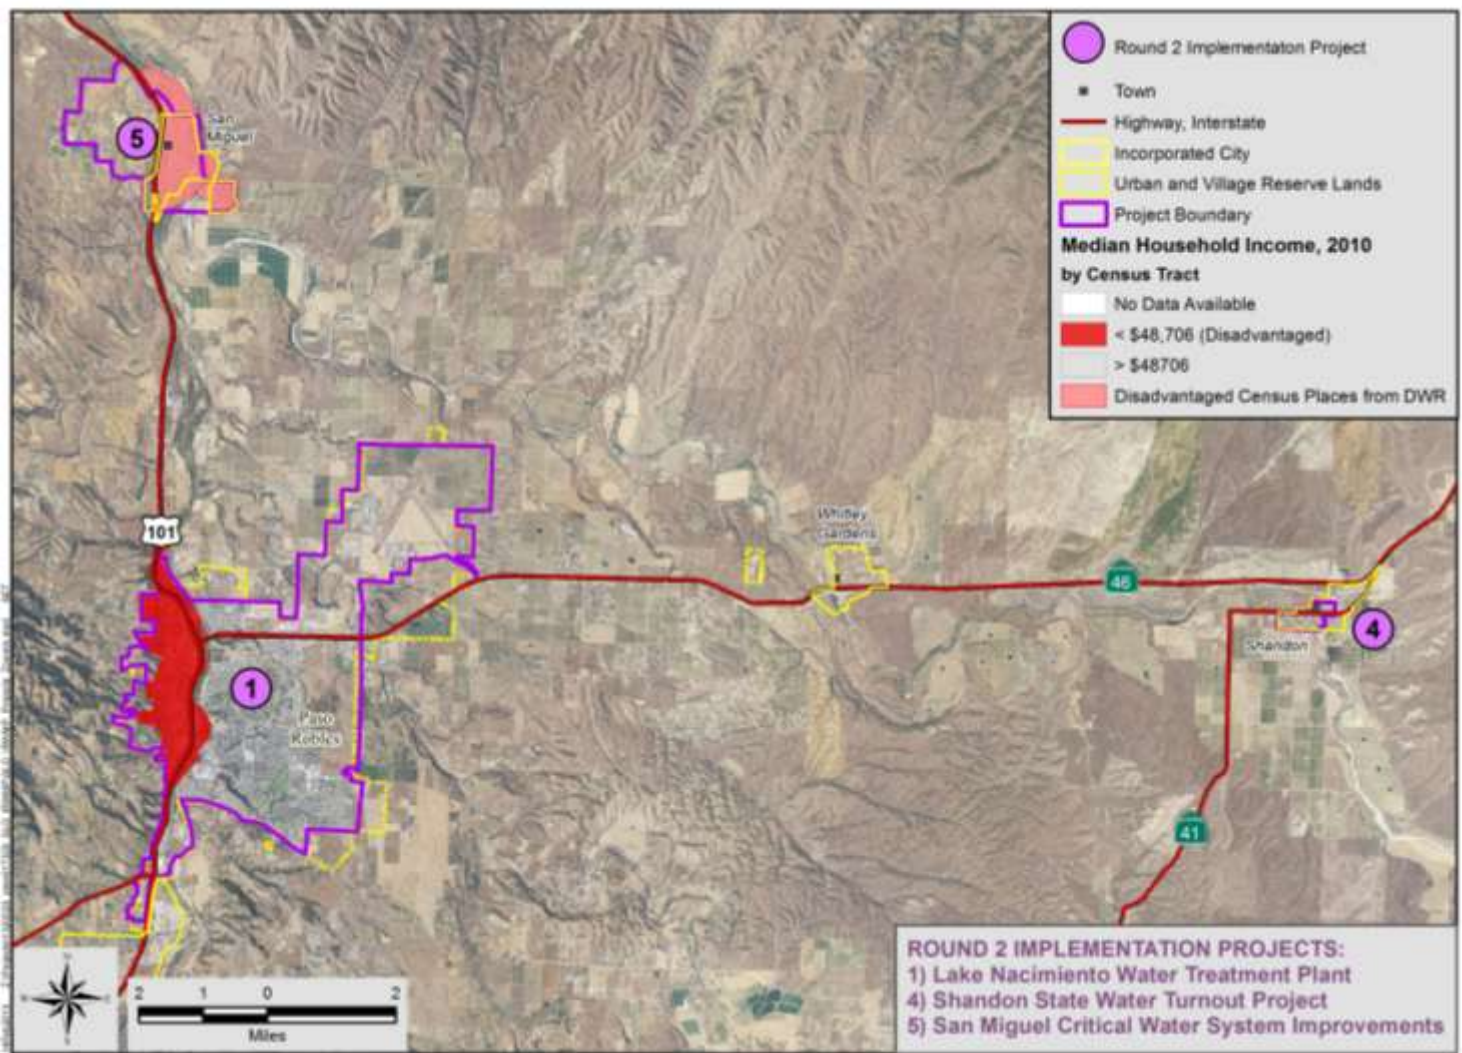 Round 2 Implementaton Project
Town
Highway, Interstate
Incorporated City
Urban and Village Reserve Lands
Project Boundary
Median Household Income, 2010
by Census Tract
No Data Available
< $48,706 (Disadvantaged)
> $48706
Disadvantaged Census Places from DWR
San
Miguel
5
101
Whitley
Gardens
46
4
Shandon
1
Paso
Robles
41
2 1 0 2
Miles
ROUND 2 IMPLEMENTATION PROJECTS:
1) Lake Nacimiento Water Treatment Plant
4) Shandon State Water Turnout Project
5) San Miguel Critical Water System Improvements